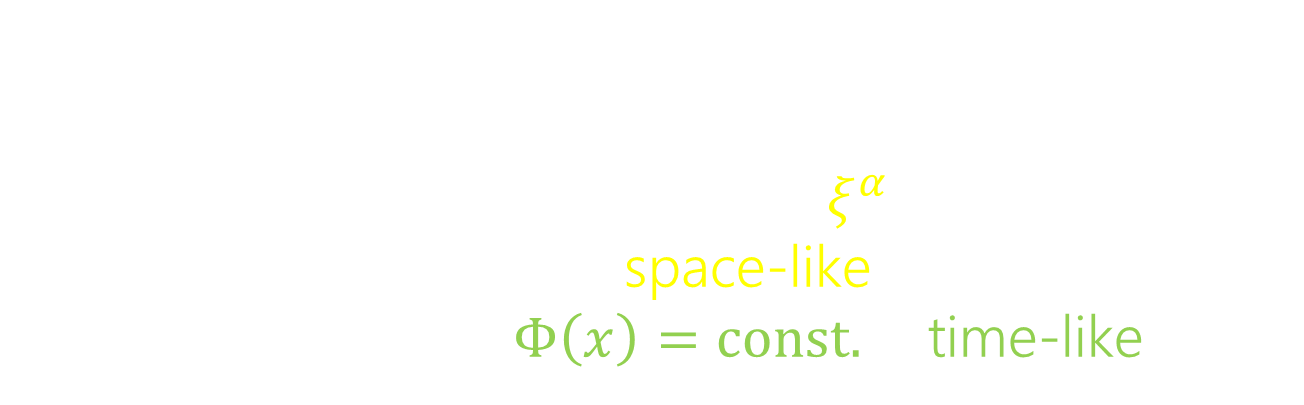 ξ^α
space-like
Φ(x) = const. time-like